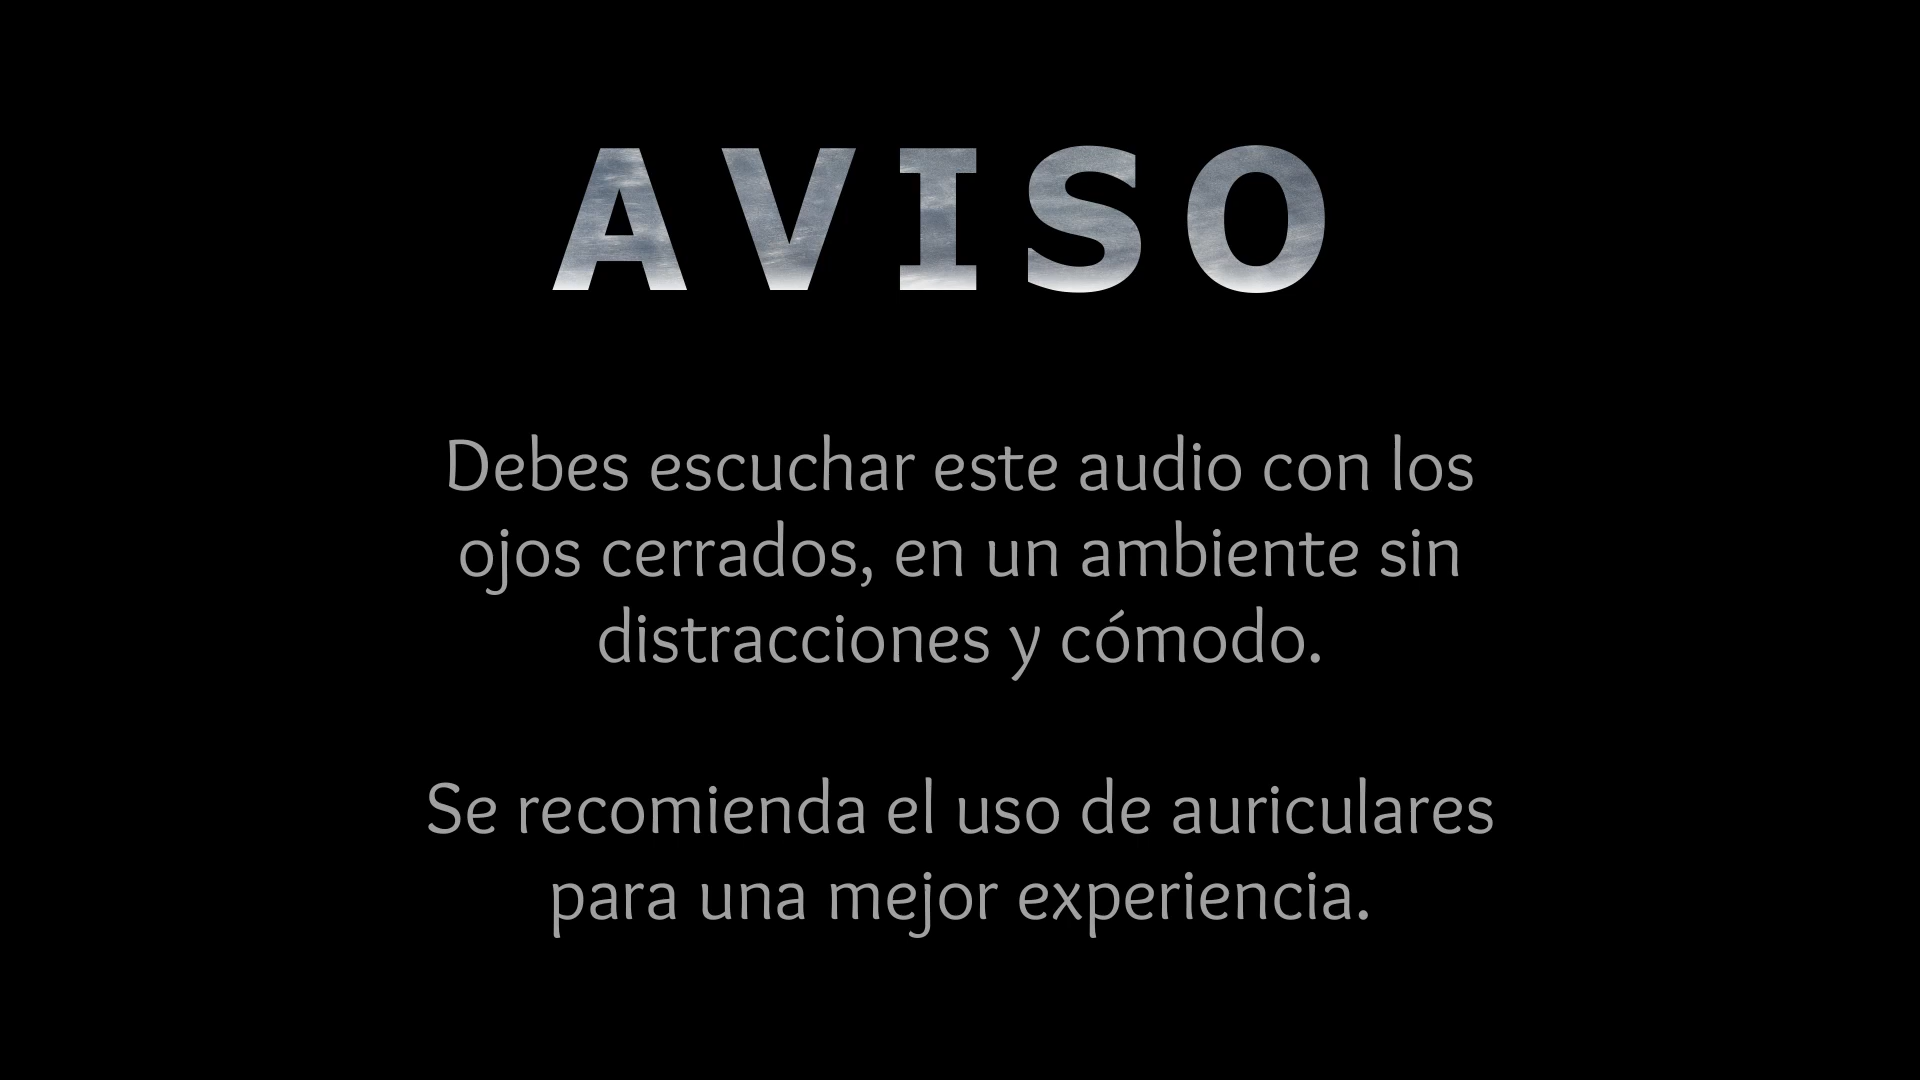 AVISO
Debes escuchar este audio con los
ojos cerrados, en un ambiente sin
distracciones y cómodo.
Se recomienda el uso de auriculares
para una mejor experiencia.